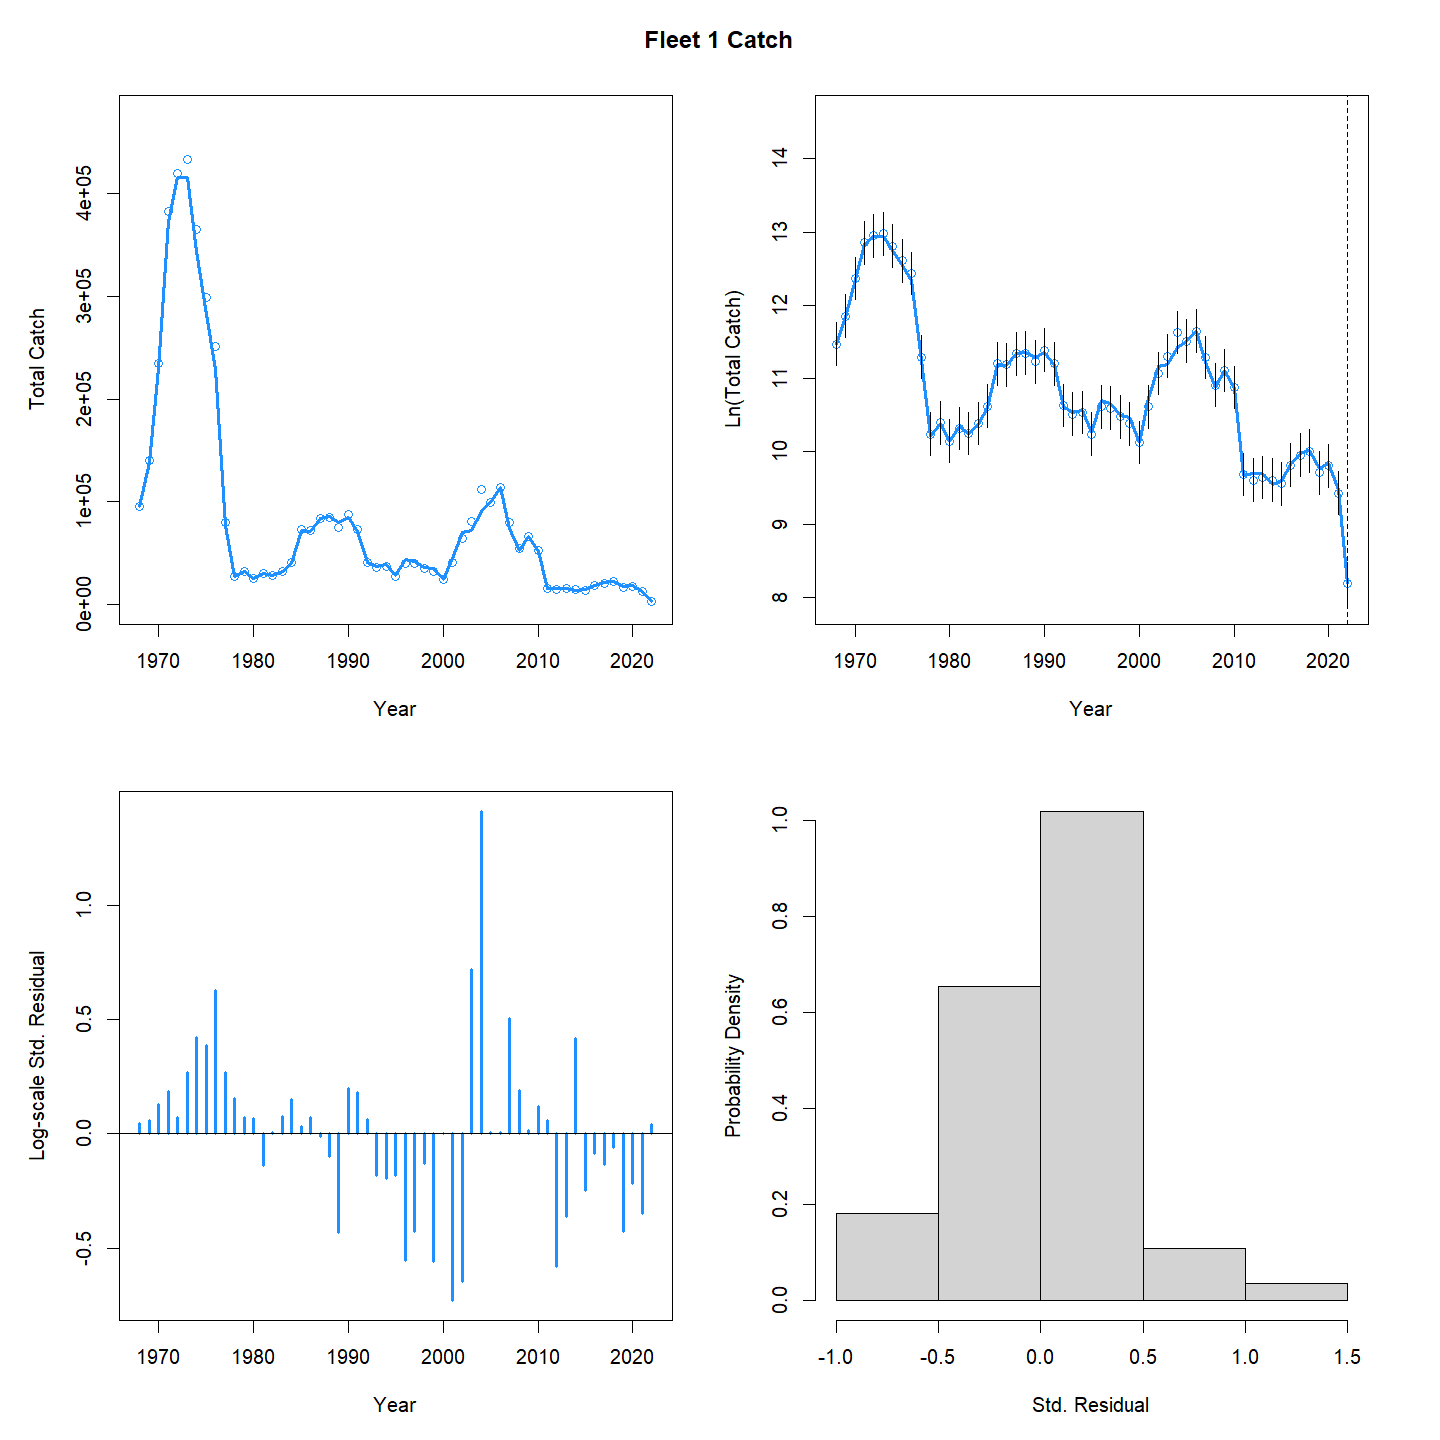 Fleet 1 Catch
Total Catch
4e+05
3e+05
2e+05
1e+05
0e+00
1970 1980 1990 2000 2010 2020
Year
Ln(Total Catch)
14
13
12
11
10
9
8
1970 1980 1990 2000 2010 2020
Year
Log-scale Std. Residual
1.0
0.5
0.0
-0.5
1970 1980 1990 2000 2010 2020
Year
Probability Density
1.0
0.8
0.6
0.4
0.2
0.0
-1.0 -0.5 0.0 0.5 1.0 1.5
Std. Residual